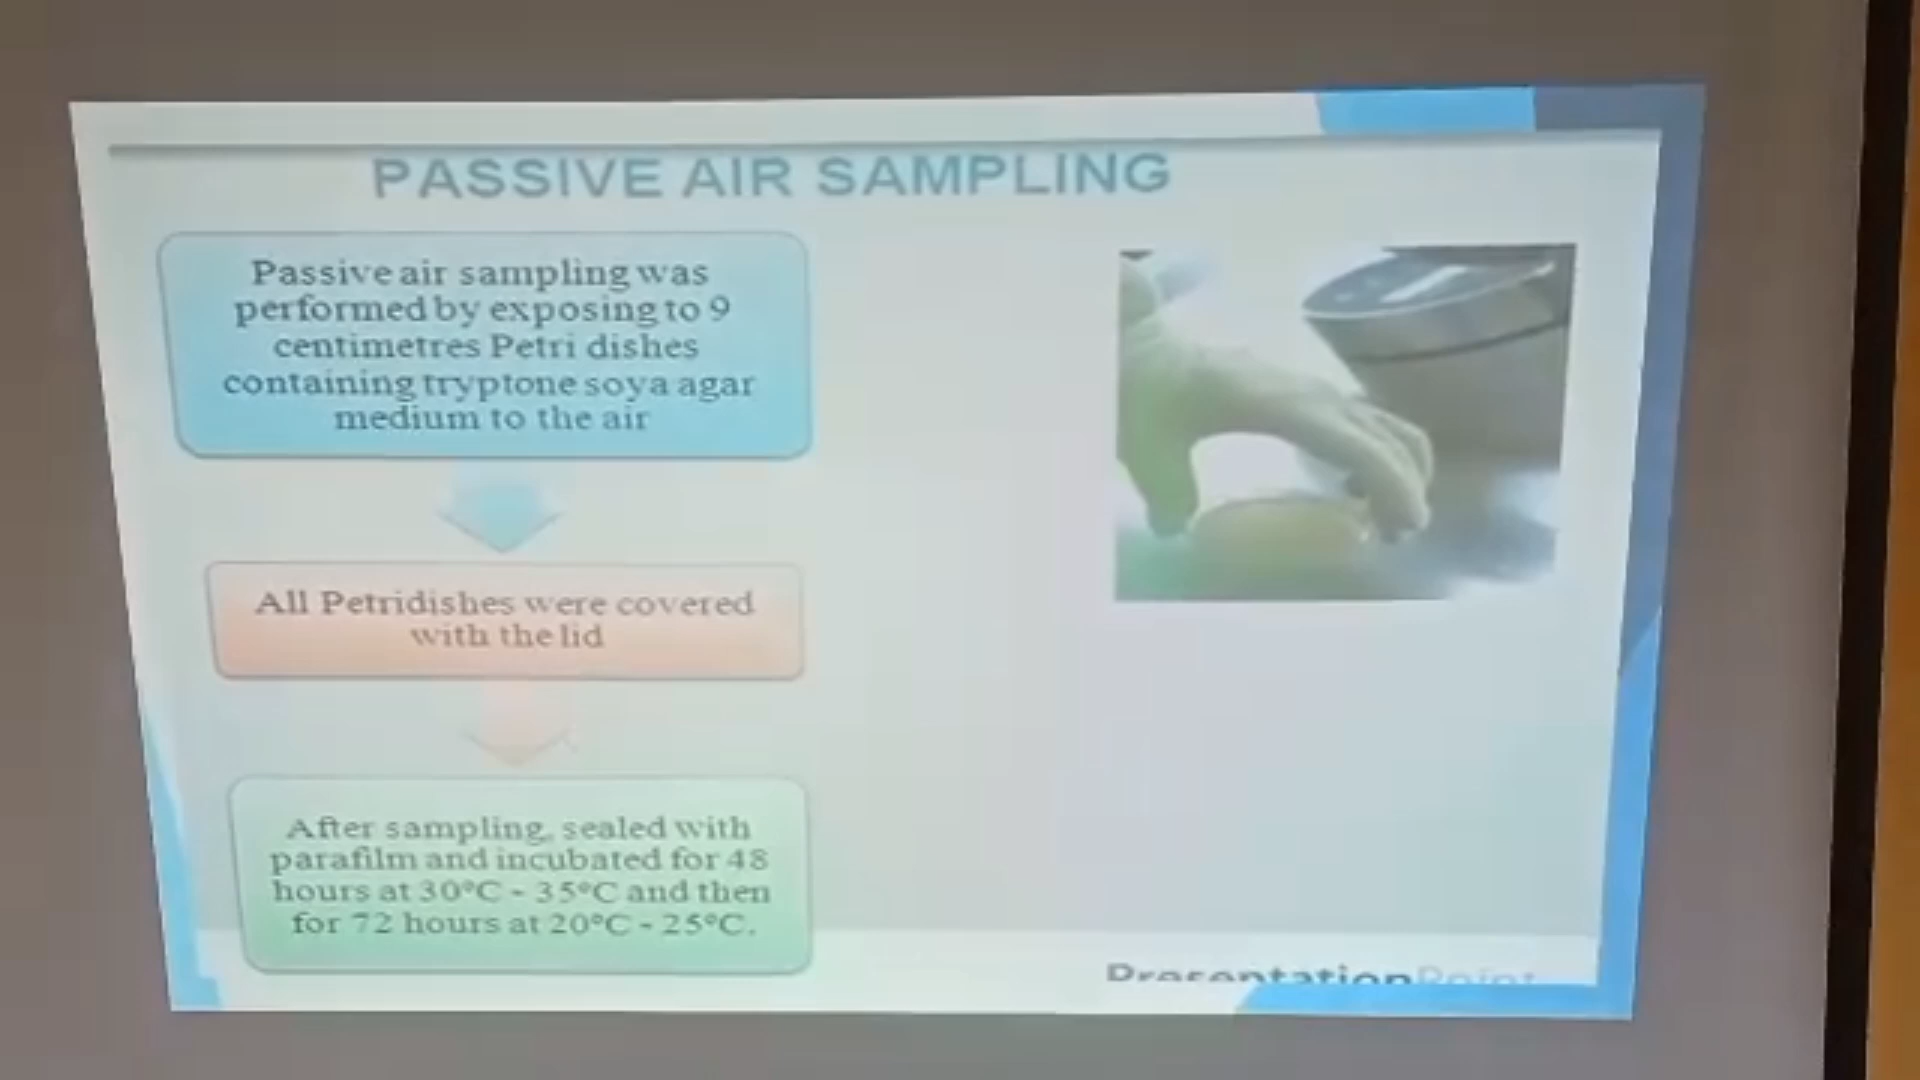 PASSIVE AIR SAMPLING
Passive air sampling was
performed by exposing to 9
centimetres Petri dishes
containing tryptone soya agar
medium to the air
All Petridishes were covered
with the lid
After sampling, sealed with
parafilm and incubated for 48
hours at 30°C - 35°C and then
for 72 hours at 20°C - 25°C.
PresentationPoint